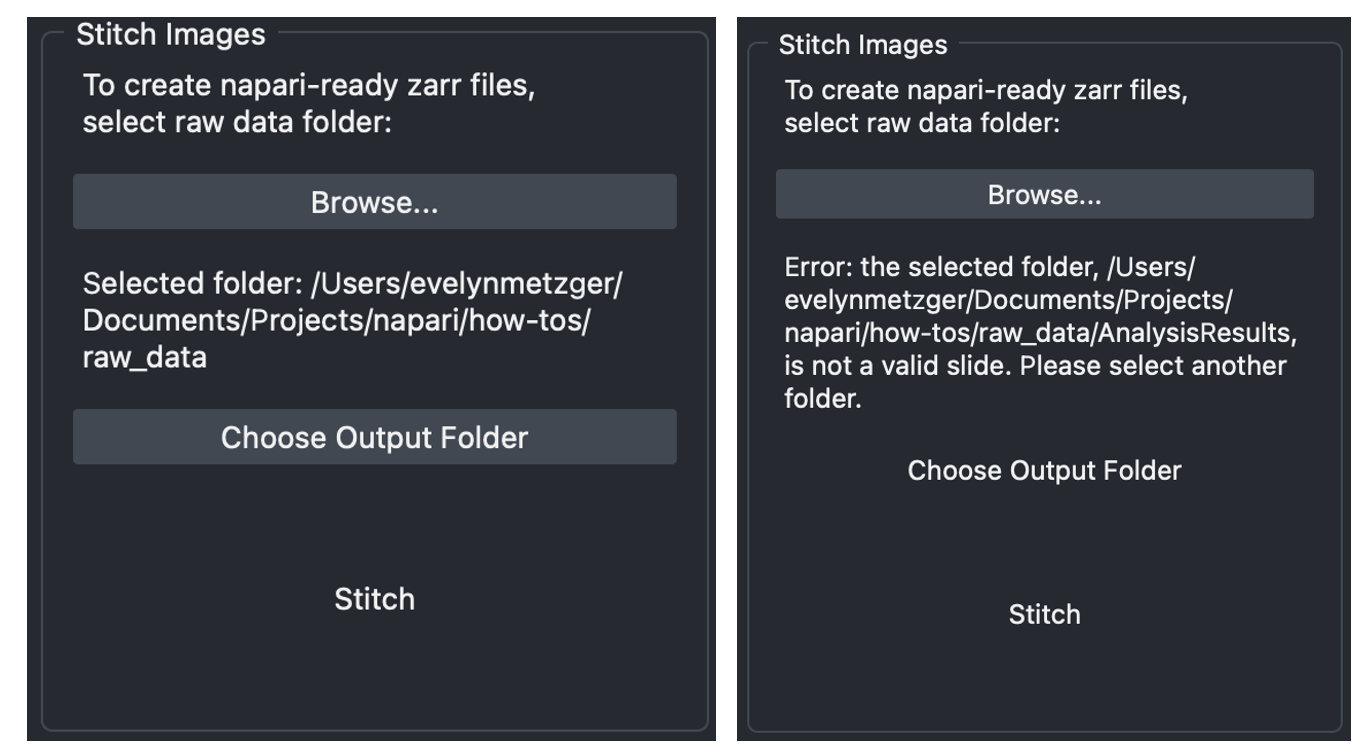 Stitch Images
To create napari-ready zarr files,
select raw data folder:
Browse...
Selected folder: /Users/evelynmetzger/
Documents/Projects/napari/how-tos/
raw_data
Choose Output Folder
Stitch
Stitch Images
To create napari-ready zarr files,
select raw data folder:
Browse...
Error: the selected folder, /Users/
evelynmetzger/Documents/Projects/
napari/how-tos/raw_data/AnalysisResults,
is not a valid slide. Please select another
folder.
Choose Output Folder
Stitch